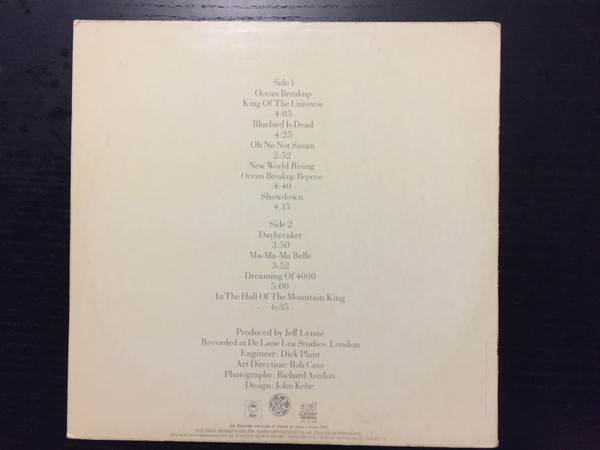 Side 1
Ocean Breakup
King Of The Universe
4:05
Bluebird Is Dead
4:25
Oh No Not Susan
2:52
New World Rising
Ocean Breakup Reprise
4:40
Showdown
4:15
Side 2
Daybreaker
3:50
Ma-Ma-Ma Belle
3:52
Dreaming Of 4000
5:00
In The Hall Of The Mountain King
6:35
Produced by Jeff Lynne
Recorded at De Lane Lea Studios, London
Engineer: Dick Plant
Art Direction: Bob Cato
Photography: Richard Avedon
Design: John Kehe